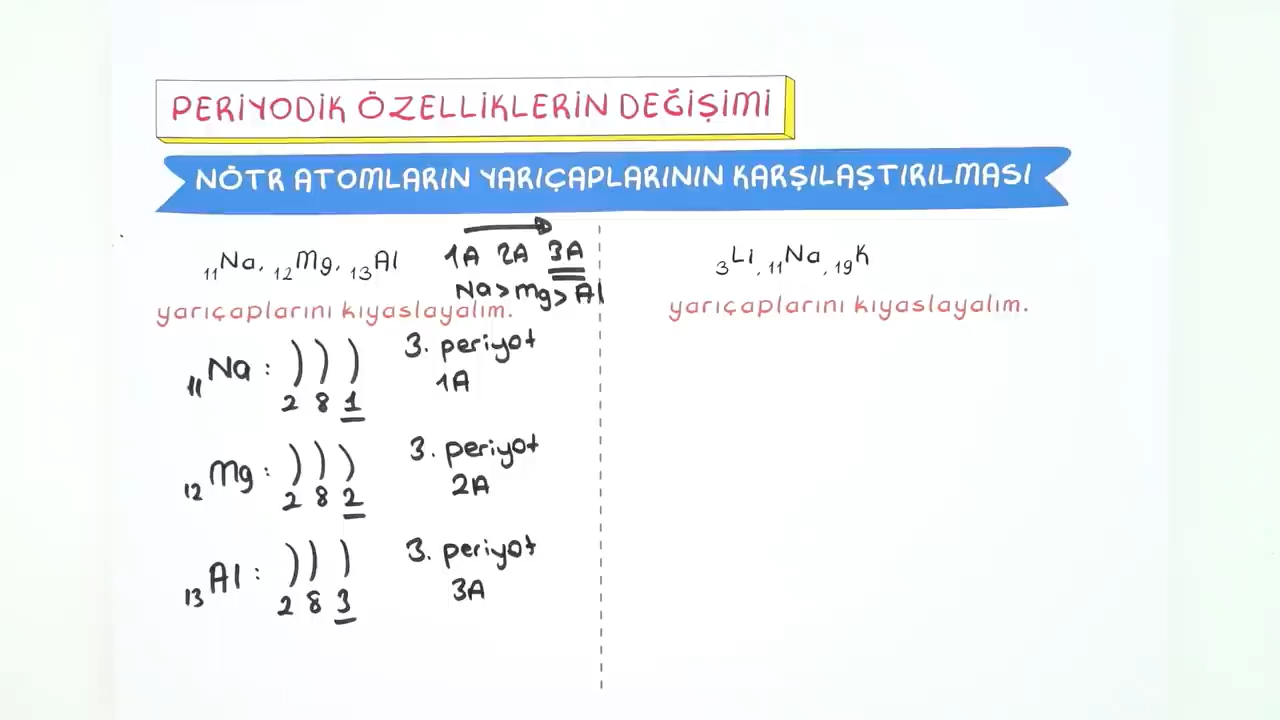 PERİYODİK ÖZELLİKLERİN DEĞİŞİMİ
NÖTR ATOMLARIN YARIÇAPLARININ KARŞILAŞTIRILMASI
11Na, 12Mg, 13Al
yarıçaplarını kıyaslayalım.
1A 2A 3A
Na > Mg > Al
11Na : ) ) )
2 8 1
3. periyot
1A
12Mg : ) ) )
2 8 2
3. periyot
2A
13Al : ) ) )
2 8 3
3. periyot
3A
3Li, 11Na, 19K
yarıçaplarını kıyaslayalım.